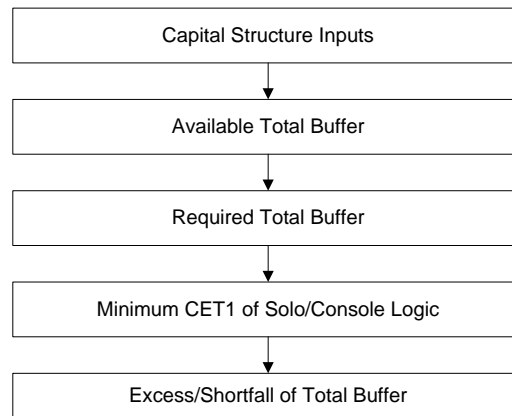 Capital Structure Inputs
Available Total Buffer
Required Total Buffer
Minimum CET1 of Solo/Console Logic
Excess/Shortfall of Total Buffer